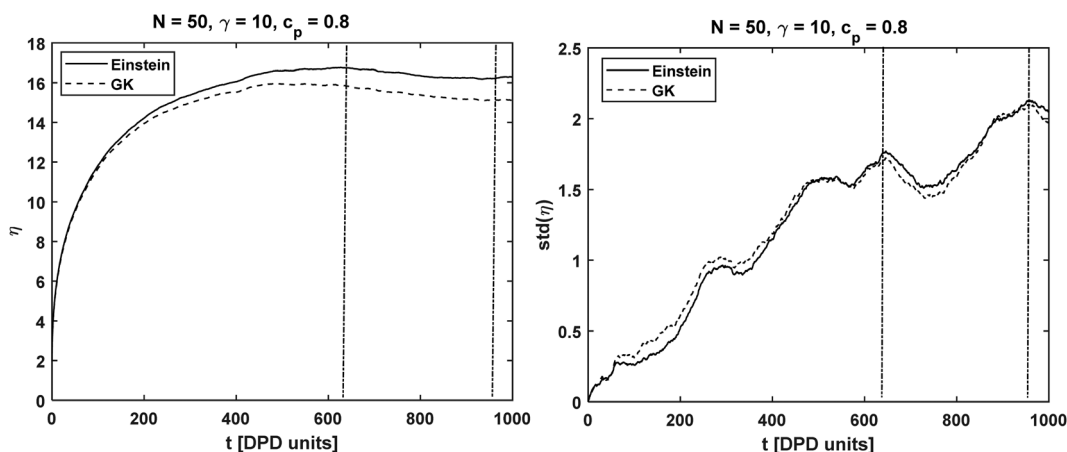 N = 50, γ = 10, c_p = 0.8
18
16
14
12
10
8
6
4
2
0
η
Einstein
GK
0 200 400 600 800 1000
t [DPD units]
N = 50, γ = 10, c_p = 0.8
2.5
2
1.5
1
0.5
0
std(η)
Einstein
GK
0 200 400 600 800 1000
t [DPD units]